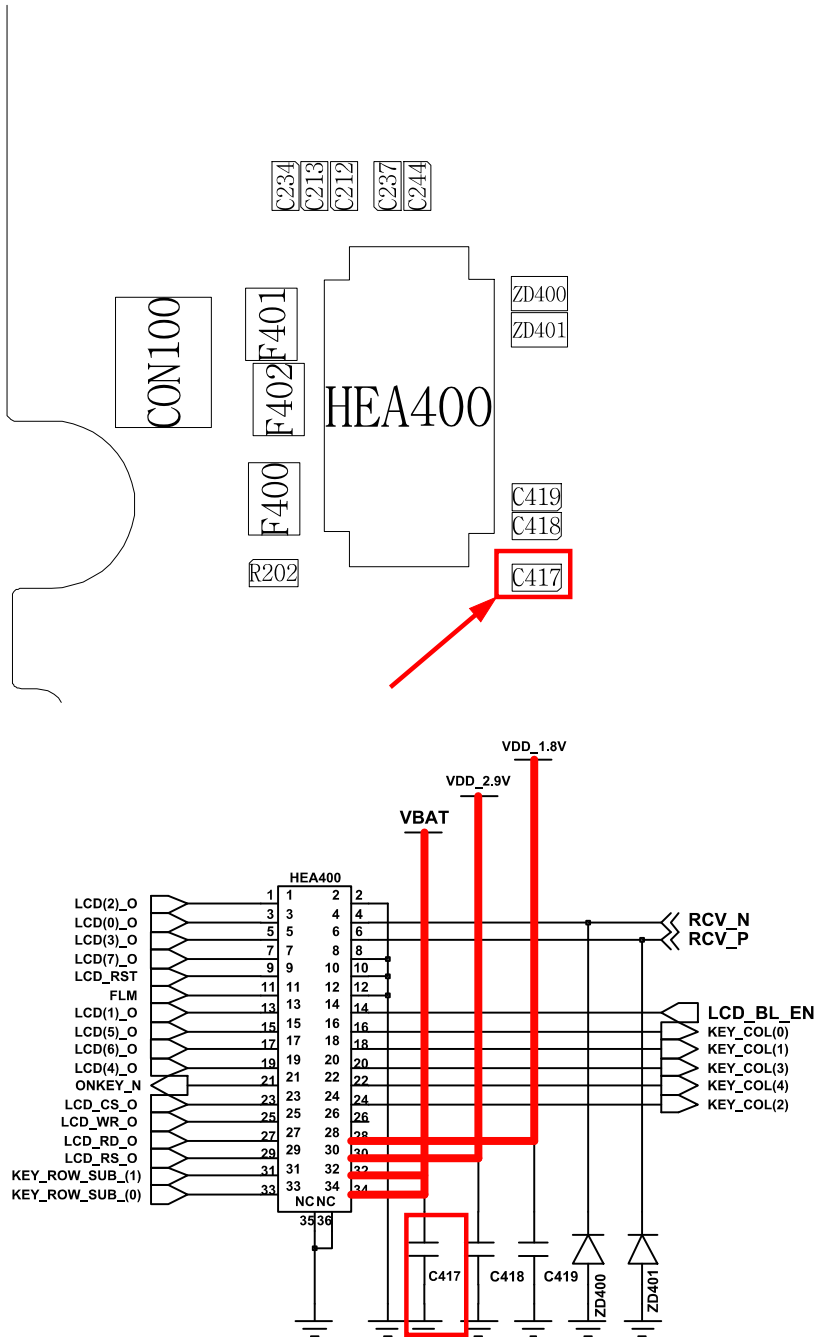 C234 C213 C212 C237 C244
CON100
F401
F402
F400
R202
HEA400
ZD400
ZD401
C419
C418
C417
VDD_1.8V
VDD_2.9V
VBAT
HEA400
LCD(2)_O 1 1 2 2
LCD(0)_O 3 3 4 4 RCV_N
LCD(3)_O 5 5 6 6 RCV_P
LCD(7)_O 7 7 8 8
LCD_RST 9 9 10 10
FLM 11 11 12 12
LCD(1)_O 13 13 14 14 LCD_BL_EN
LCD(5)_O 15 15 16 16 KEY_COL(0)
LCD(6)_O 17 17 18 18 KEY_COL(1)
LCD(4)_O 19 19 20 20 KEY_COL(3)
ONKEY_N 21 21 22 22 KEY_COL(4)
LCD_CS_O 23 23 24 24 KEY_COL(2)
LCD_WR_O 25 25 26 26
LCD_RD_O 27 27 28 28
LCD_RS_O 29 29 30 30
KEY_ROW_SUB_(1) 31 31 32 32
KEY_ROW_SUB_(0) 33 33 34 34
NC NC
35 36
C417 C418 C419 ZD400 ZD401